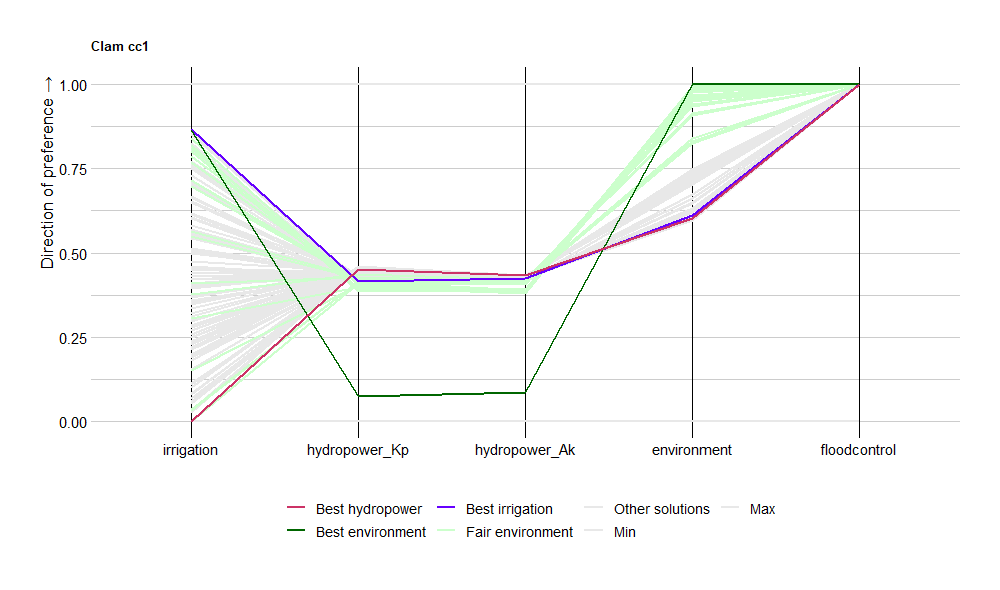 Clam cc1
Direction of preference →
1.00
0.75
0.50
0.25
0.00
irrigation hydropower_Kp hydropower_Ak environment floodcontrol
Best hydropower Best irrigation Other solutions Max
Best environment Fair environment Min